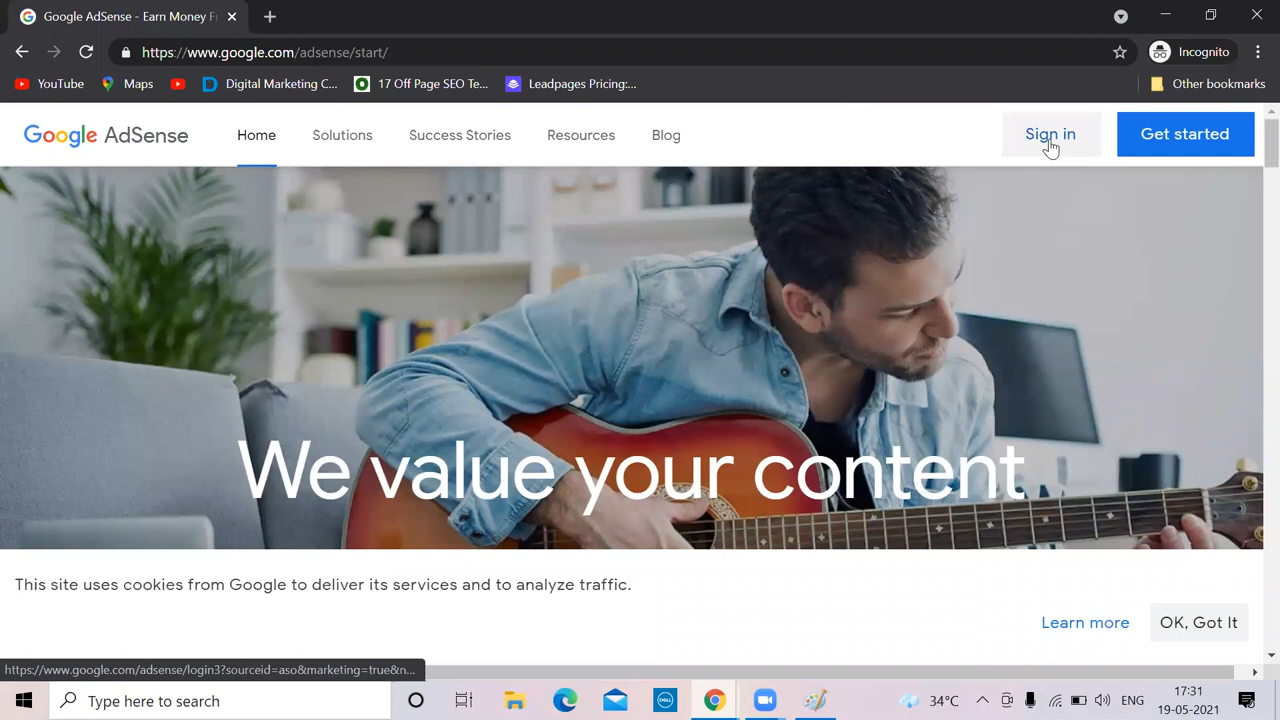 Google AdSense - Earn Money Fr
https://www.google.com/adsense/start/
Incognito
YouTube
Maps
Digital Marketing C...
17 Off Page SEO Te...
Leadpages Pricing:...
Other bookmarks
Google AdSense
Home
Solutions
Success Stories
Resources
Blog
Sign in
Get started
We value your content
This site uses cookies from Google to deliver its services and to analyze traffic.
Learn more
OK, Got It
https://www.google.com/adsense/login3?sourceid=aso&marketing=true&n...
Type here to search
DELL
34°C
ENG
17:31
19-05-2021